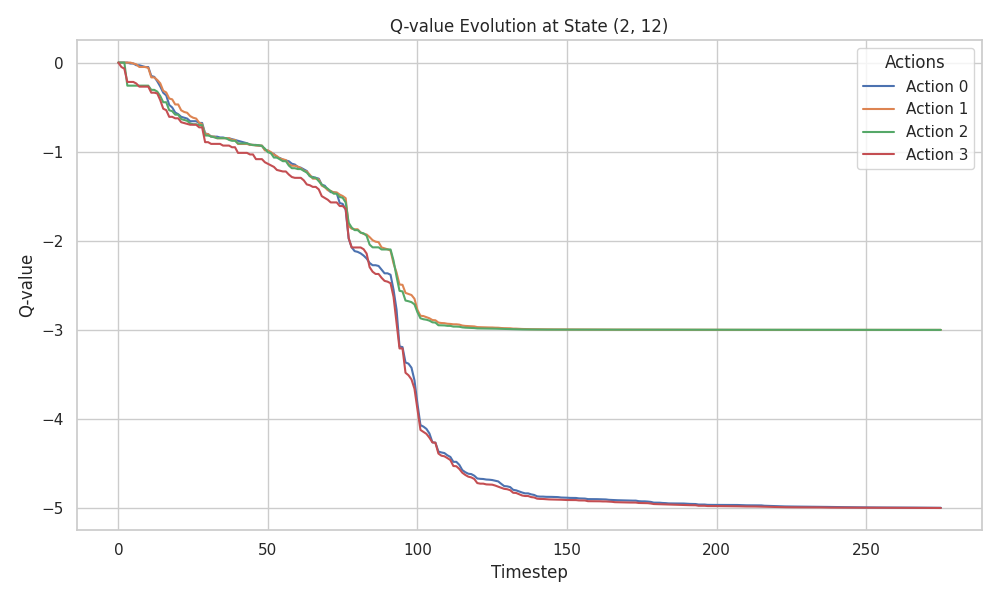 Q-value Evolution at State (2, 12)
Actions
Action 0
Action 1
Action 2
Action 3
Q-value
0
−1
−2
−3
−4
−5
0 50 100 150 200 250
Timestep